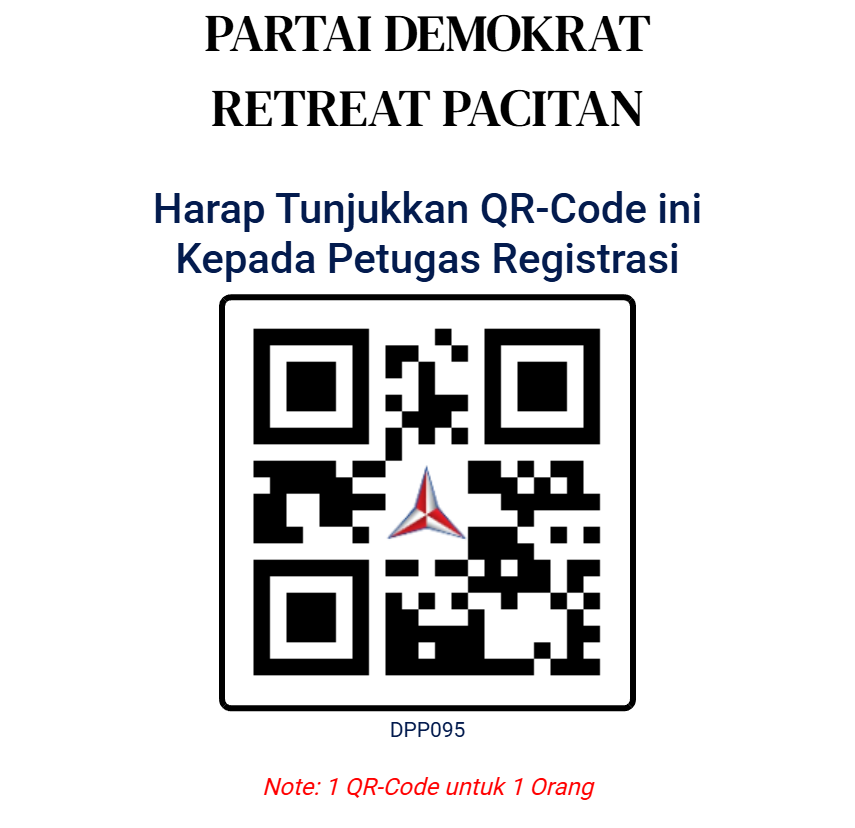 PARTAI DEMOKRAT
RETREAT PACITAN
Harap Tunjukkan QR-Code ini
Kepada Petugas Registrasi
DPP095
Note: 1 QR-Code untuk 1 Orang